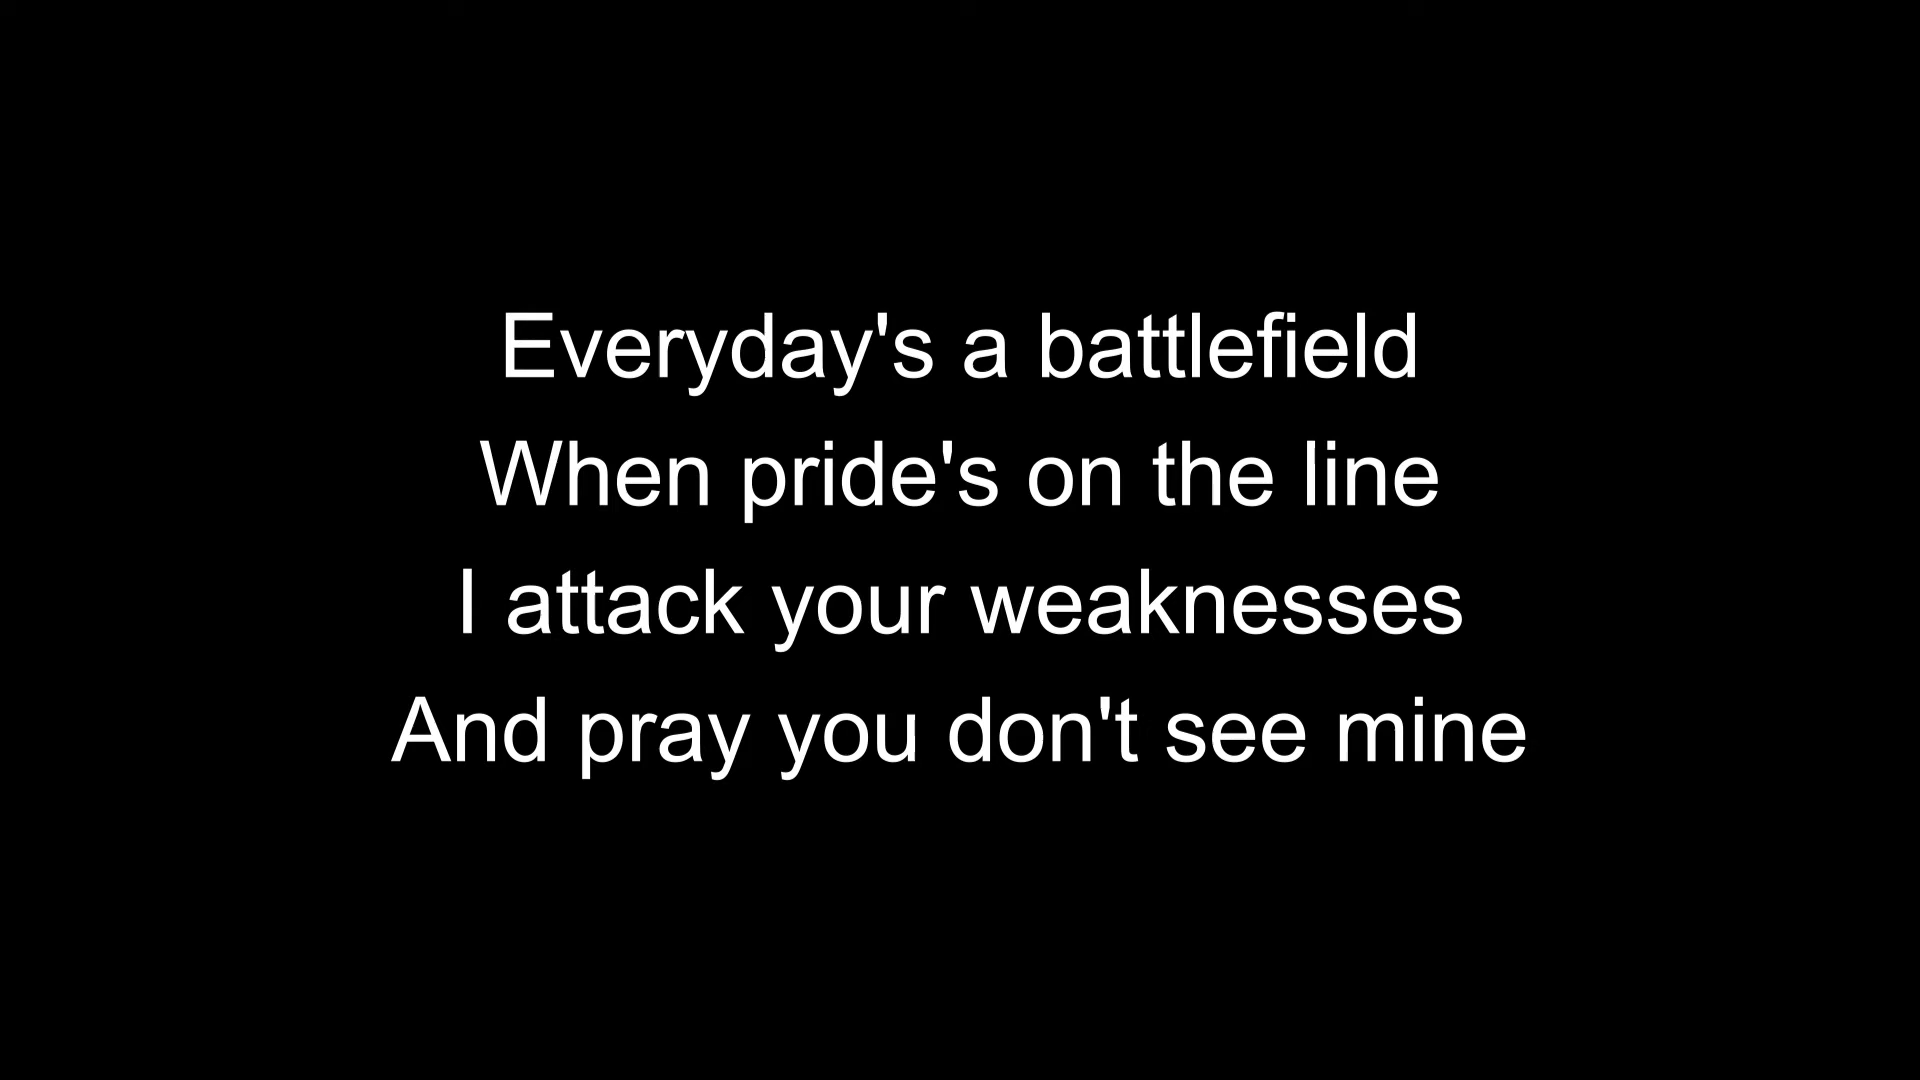 Everyday's a battlefield
When pride's on the line
I attack your weaknesses
And pray you don't see mine